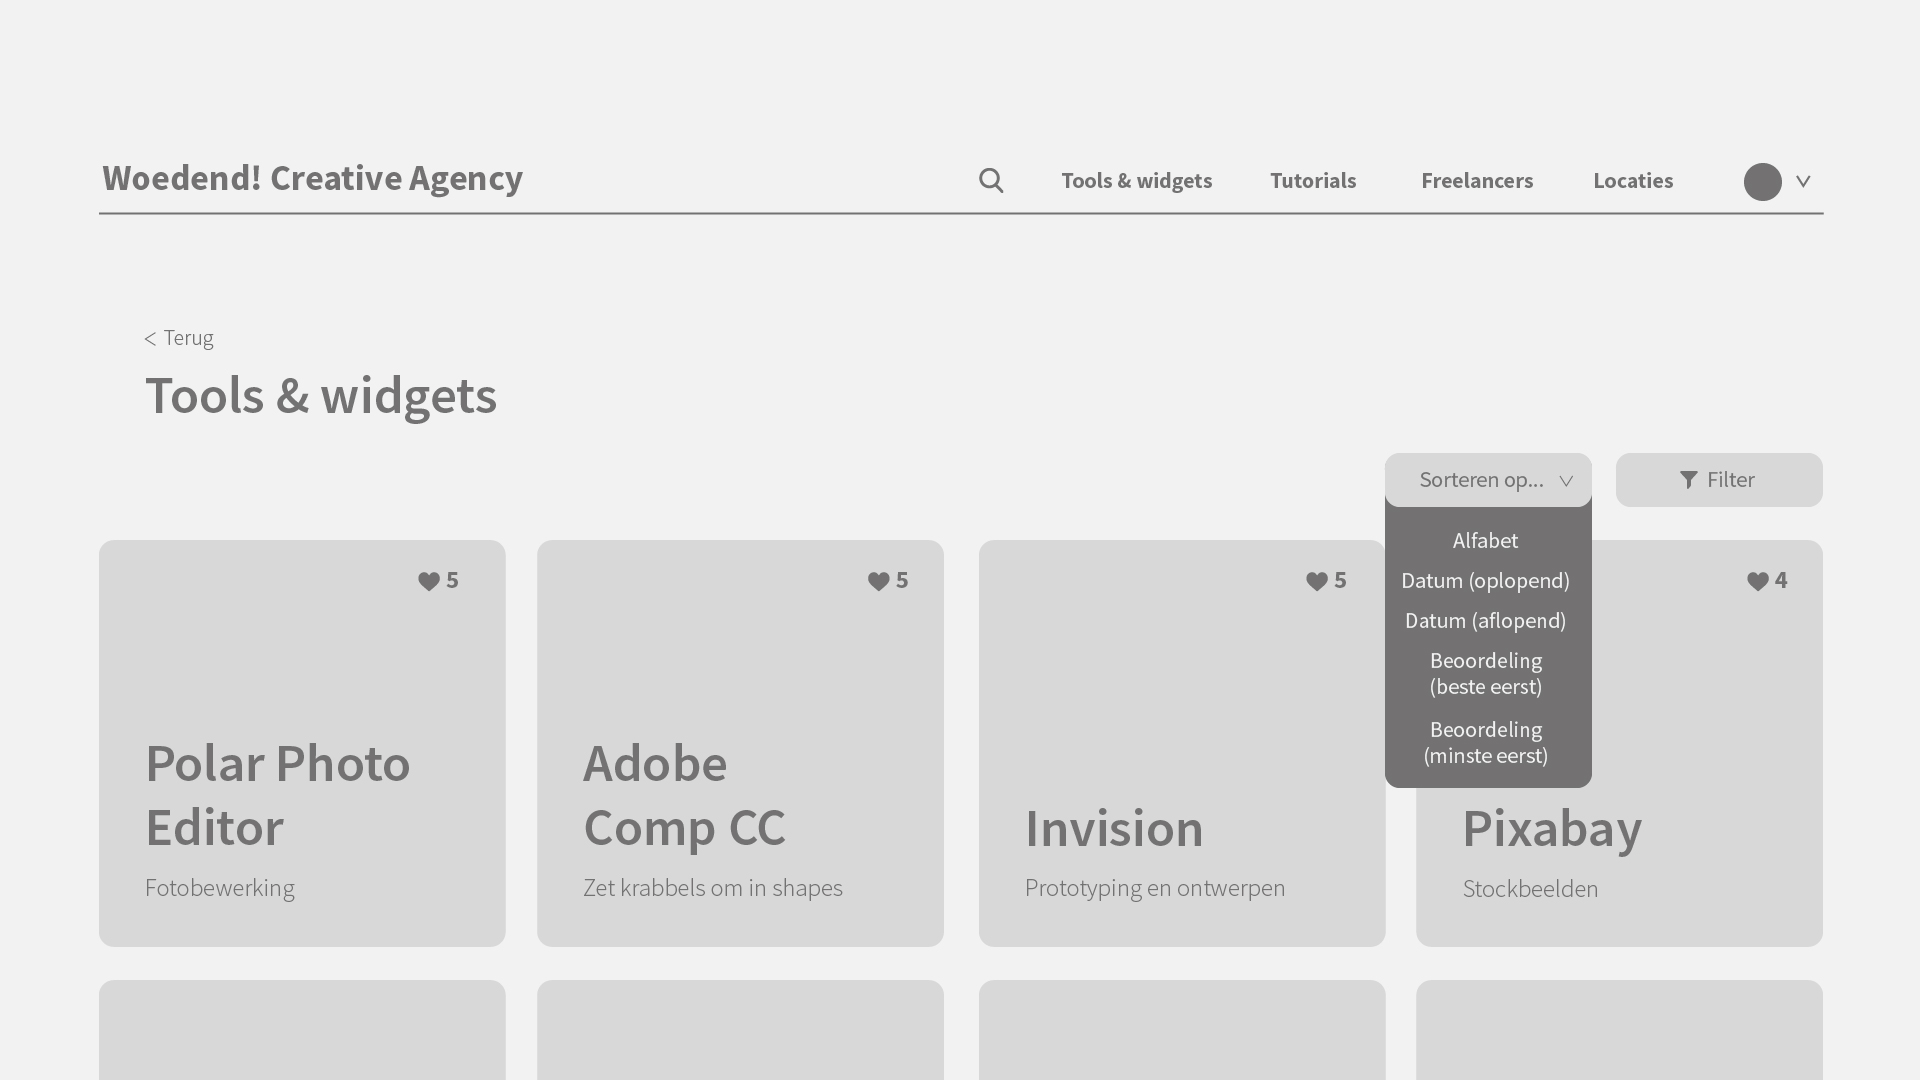 Woedend! Creative Agency
Tools & widgets
Tutorials
Freelancers
Locaties
< Terug
Tools & widgets
Sorteren op...
Filter
Alfabet
Datum (oplopend)
Datum (aflopend)
Beoordeling
(beste eerst)
Beoordeling
(minste eerst)
5
Polar Photo
Editor
Fotobewerking
5
Adobe
Comp CC
Zet krabbels om in shapes
5
Invision
Prototyping en ontwerpen
4
Pixabay
Stockbeelden